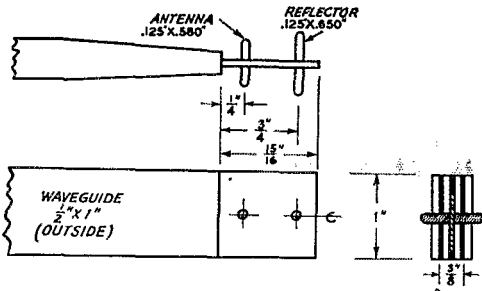 ANTENNA
.125"X.580"
REFLECTOR
.125"X.650"
1/4"
3/4"
15/16"
WAVEGUIDE
1/2" X 1"
(OUTSIDE)
1"
3/8"